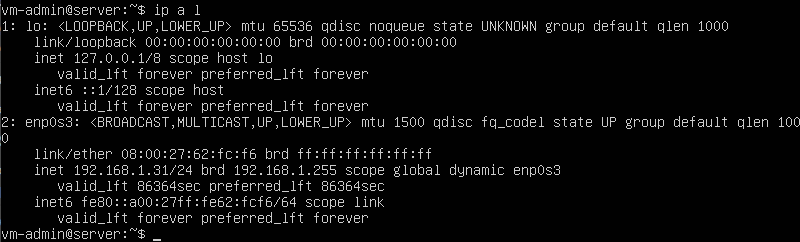 vm-admin@server:~$ ip a l
1: lo: <LOOPBACK,UP,LOWER_UP> mtu 65536 qdisc noqueue state UNKNOWN group default qlen 1000
    link/loopback 00:00:00:00:00:00 brd 00:00:00:00:00:00
    inet 127.0.0.1/8 scope host lo
       valid_lft forever preferred_lft forever
    inet6 ::1/128 scope host
       valid_lft forever preferred_lft forever
2: enp0s3: <BROADCAST,MULTICAST,UP,LOWER_UP> mtu 1500 qdisc fq_codel state UP group default qlen 100
0
    link/ether 08:00:27:62:fc:f6 brd ff:ff:ff:ff:ff:ff
    inet 192.168.1.31/24 brd 192.168.1.255 scope global dynamic enp0s3
       valid_lft 86364sec preferred_lft 86364sec
    inet6 fe80::a00:27ff:fe62:fcf6/64 scope link
       valid_lft forever preferred_lft forever
vm-admin@server:~$ _